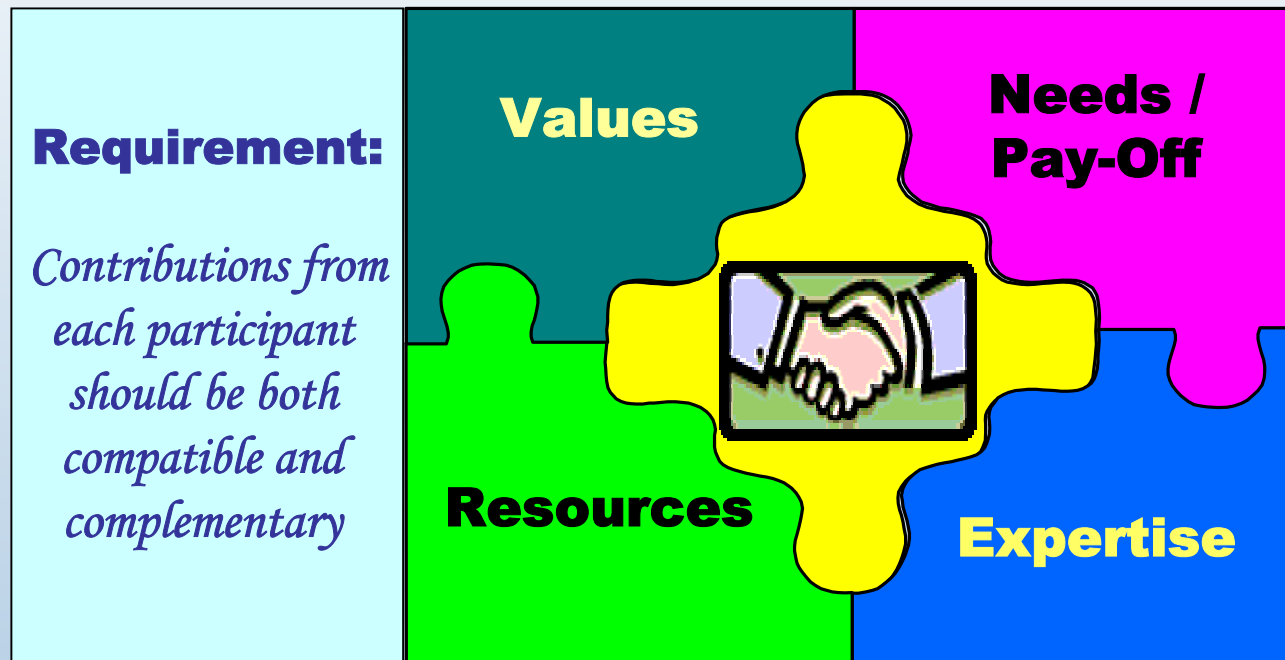 Requirement:
Contributions from
each participant
should be both
compatible and
complementary
Values
Needs /
Pay-Off
Resources
Expertise